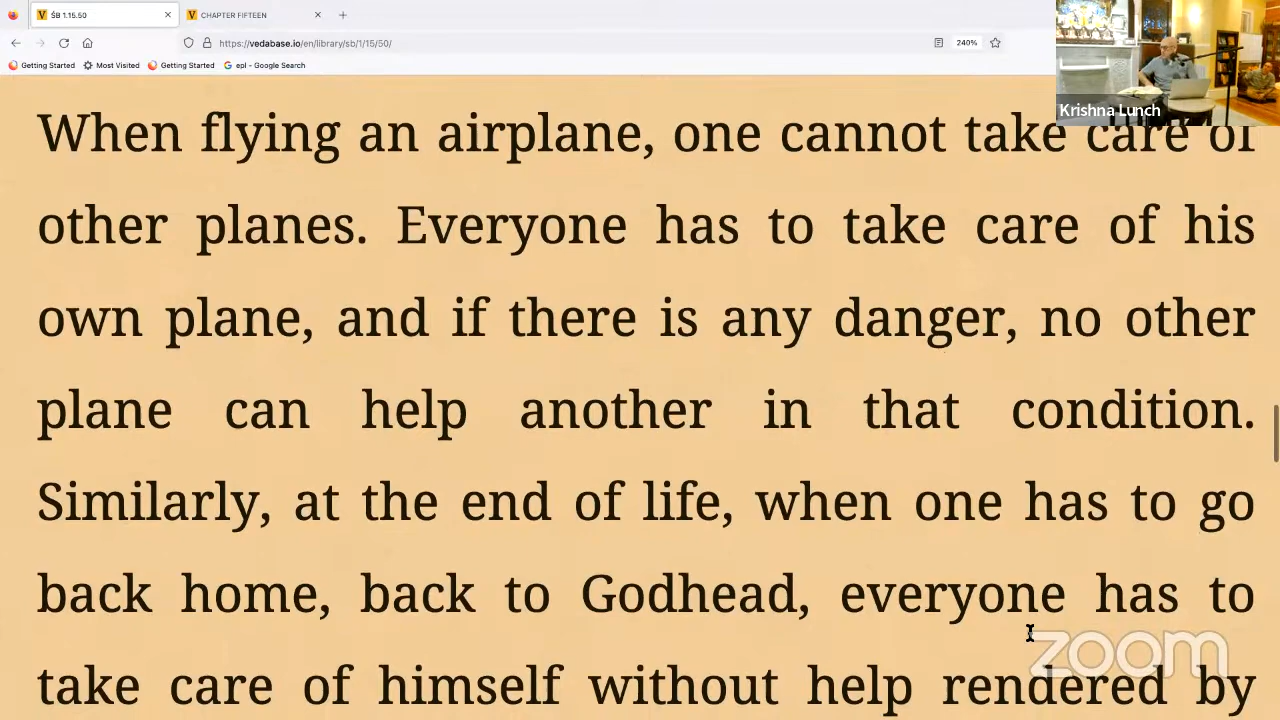 ŚB 1.15.50
CHAPTER FIFTEEN
https://vedabase.io/en/library/sb/1/15/50/
240%
Getting Started
Most Visited
Getting Started
epl - Google Search
Krishna Lunch
When flying an airplane, one cannot take care of
other planes. Everyone has to take care of his
own plane, and if there is any danger, no other
plane can help another in that condition.
Similarly, at the end of life, when one has to go
back home, back to Godhead, everyone has to
take care of himself without help rendered by
zoom